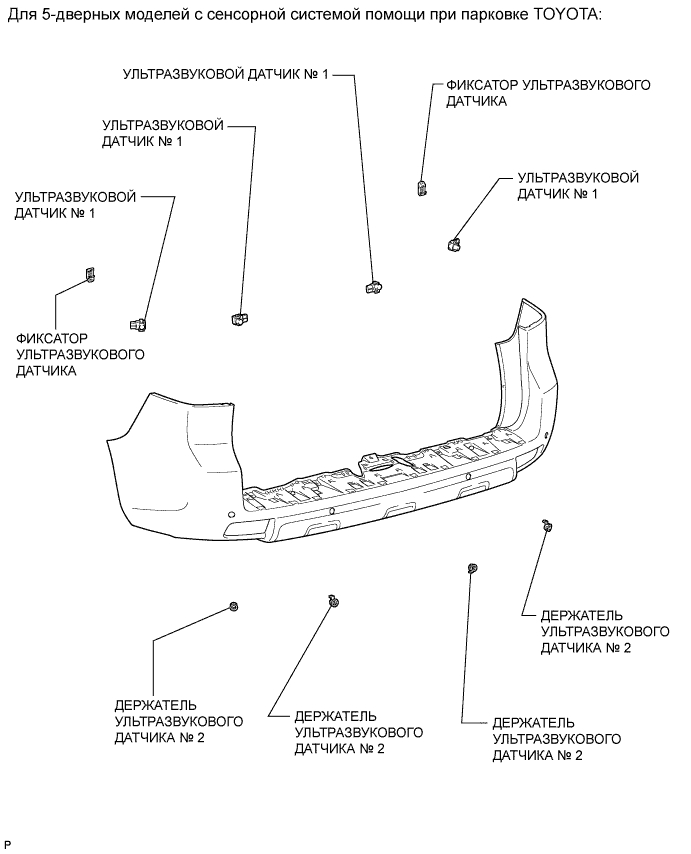 Для 5-дверных моделей с сенсорной системой помощи при парковке TOYOTA:
УЛЬТРАЗВУКОВОЙ ДАТЧИК № 1
ФИКСАТОР УЛЬТРАЗВУКОВОГО
ДАТЧИКА
УЛЬТРАЗВУКОВОЙ
ДАТЧИК № 1
УЛЬТРАЗВУКОВОЙ
ДАТЧИК № 1
УЛЬТРАЗВУКОВОЙ
ДАТЧИК № 1
ФИКСАТОР
УЛЬТРАЗВУКОВОГО
ДАТЧИКА
ДЕРЖАТЕЛЬ
УЛЬТРАЗВУКОВОГО
ДАТЧИКА № 2
ДЕРЖАТЕЛЬ
УЛЬТРАЗВУКОВОГО
ДАТЧИКА № 2
ДЕРЖАТЕЛЬ
УЛЬТРАЗВУКОВОГО
ДАТЧИКА № 2
ДЕРЖАТЕЛЬ
УЛЬТРАЗВУКОВОГО
ДАТЧИКА № 2
P